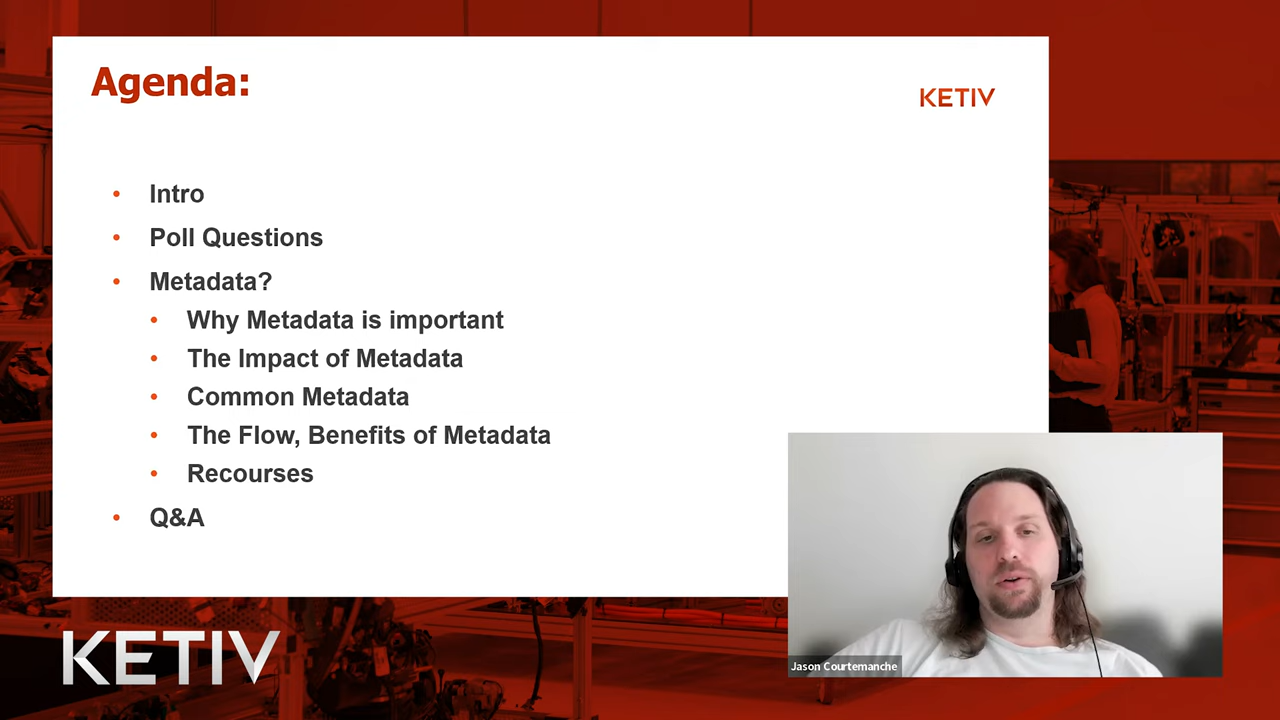 Agenda:
KETIV
Intro
Poll Questions
Metadata?
Why Metadata is important
The Impact of Metadata
Common Metadata
The Flow, Benefits of Metadata
Recourses
Q&A
KETIV
Jason Courtemanche